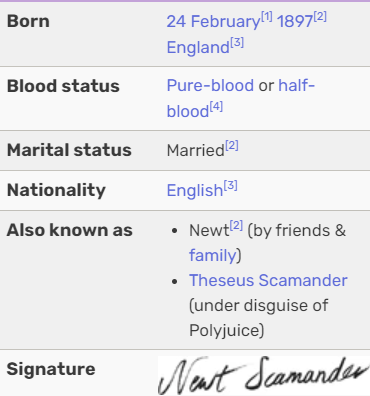 Born 24 February[1] 1897[2]
England[3]
Blood status Pure-blood or half-
blood[4]
Marital status Married[2]
Nationality English[3]
Also known as • Newt[2] (by friends &
family)
• Theseus Scamander
(under disguise of
Polyjuice)
Signature Newt Scamander